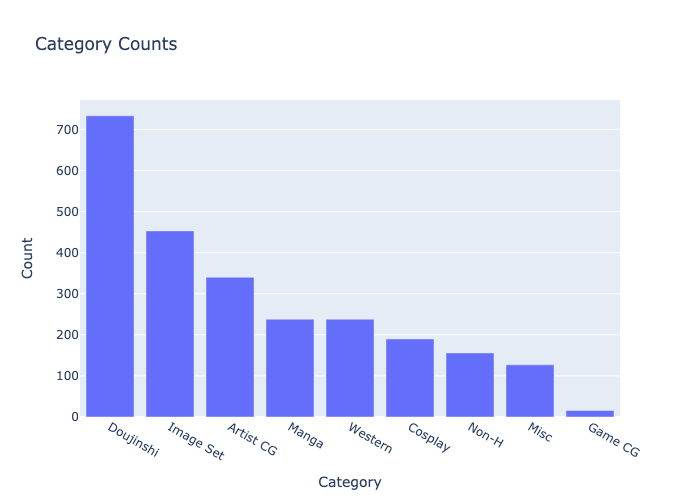 Category Counts
700
600
500
400
300
200
100
0
Count
Doujinshi
Image Set
Artist CG
Manga
Western
Cosplay
Non-H
Misc
Game CG
Category